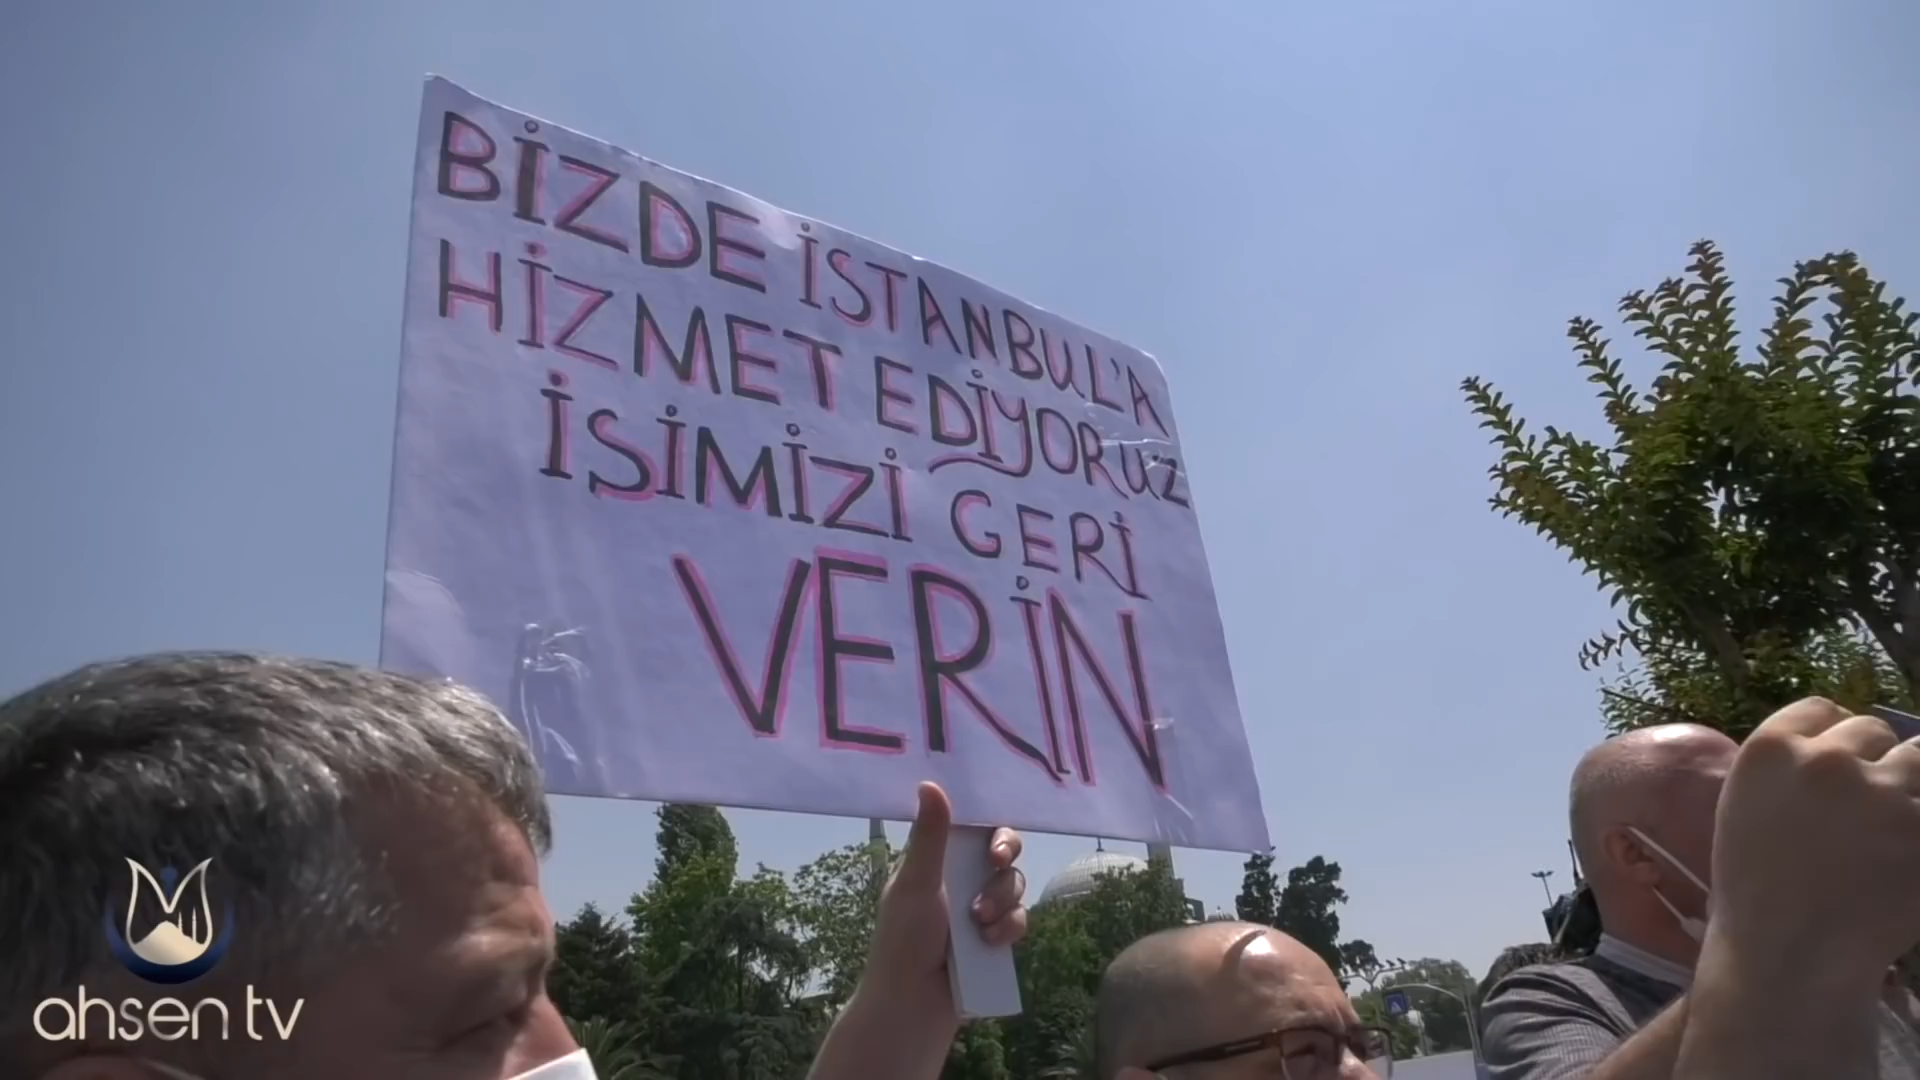 BİZDE İSTANBUL'A
HİZMET EDİYORUZ
İSİMİZİ GERİ
VERİN
ahsen tv